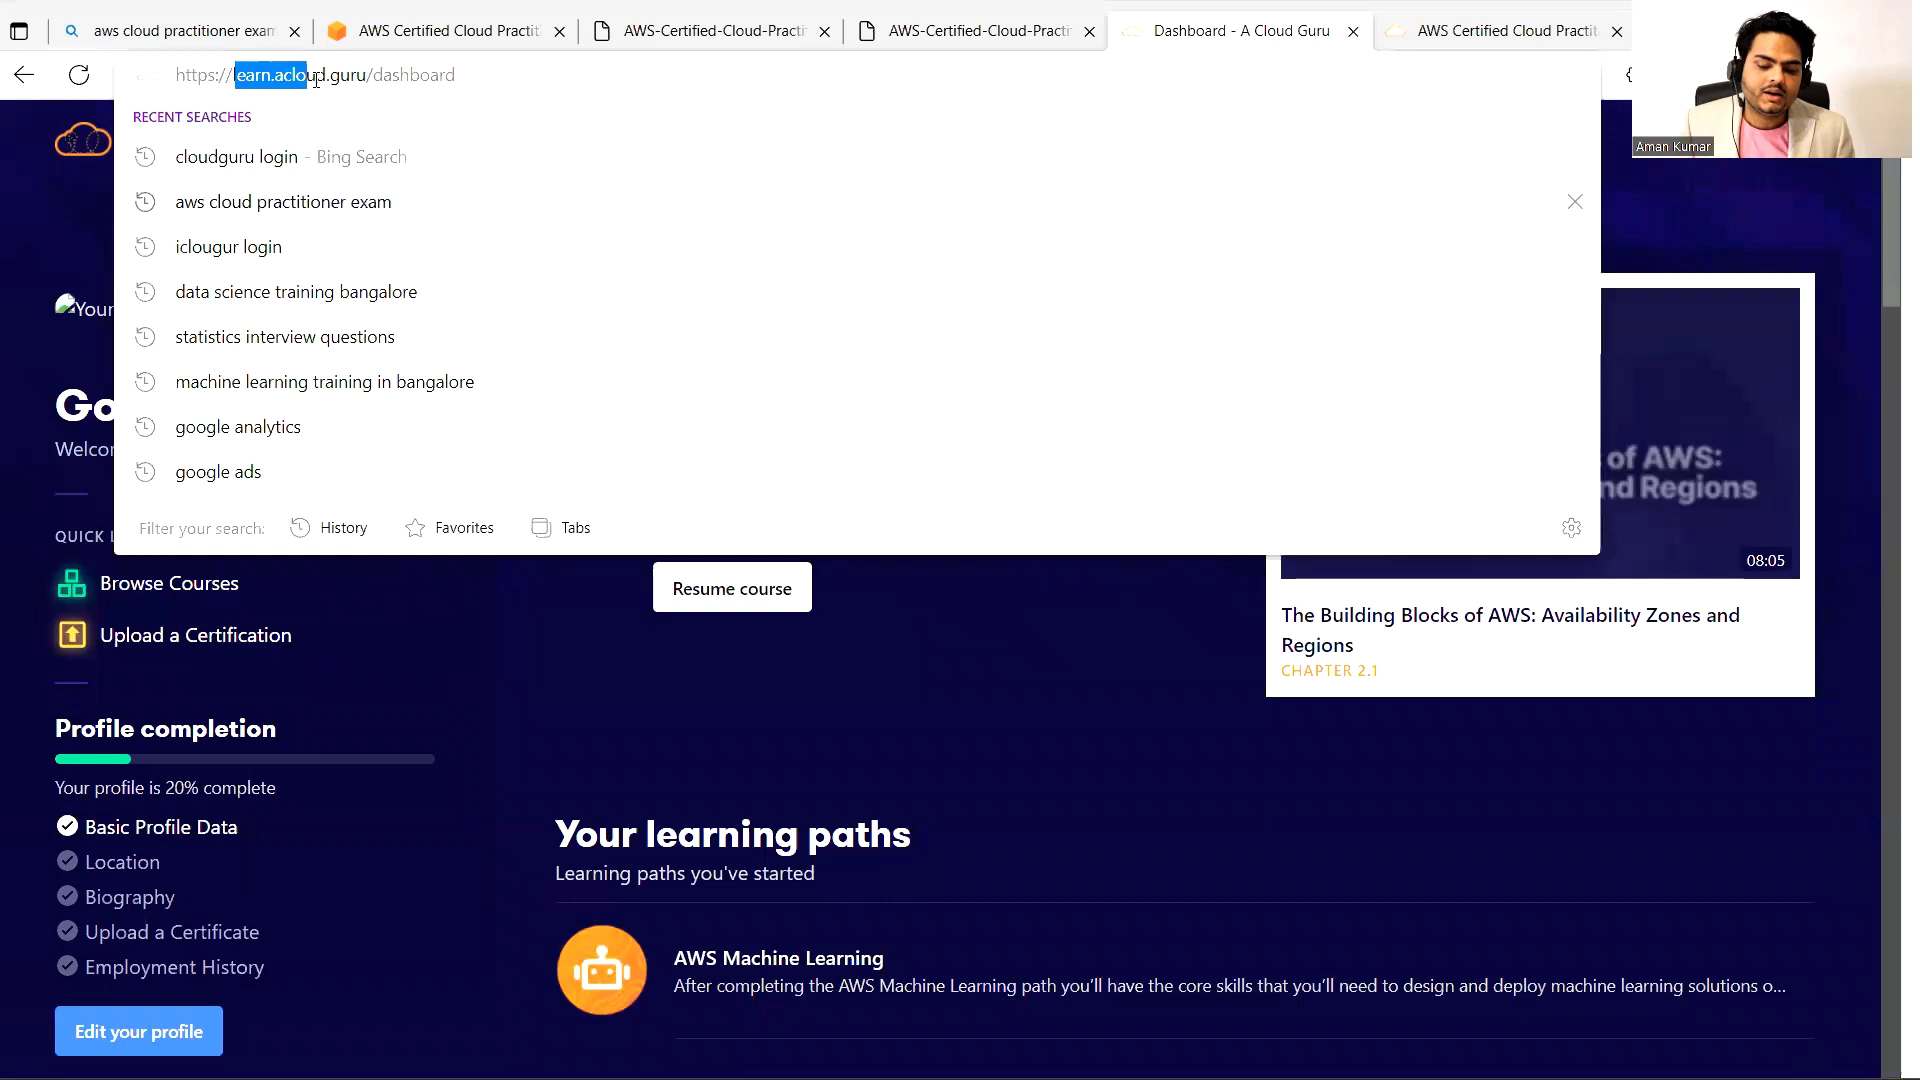 aws cloud practitioner exam
AWS Certified Cloud Practit
AWS-Certified-Cloud-Practi
AWS-Certified-Cloud-Practi
Dashboard - A Cloud Guru
AWS Certified Cloud Practit
https://learn.acloud.guru/dashboard
Aman Kumar
RECENT SEARCHES
cloudguru login - Bing Search
aws cloud practitioner exam
iclougur login
data science training bangalore
statistics interview questions
machine learning training in bangalore
google analytics
google ads
Filter your search:
History
Favorites
Tabs
Your
Go
Welcor
QUICK L
Browse Courses
Upload a Certification
Profile completion
Your profile is 20% complete
Basic Profile Data
Location
Biography
Upload a Certificate
Employment History
Edit your profile
Resume course
of AWS:
nd Regions
08:05
The Building Blocks of AWS: Availability Zones and
Regions
CHAPTER 2.1
Your learning paths
Learning paths you've started
AWS Machine Learning
After completing the AWS Machine Learning path you'll have the core skills that you'll need to design and deploy machine learning solutions o...